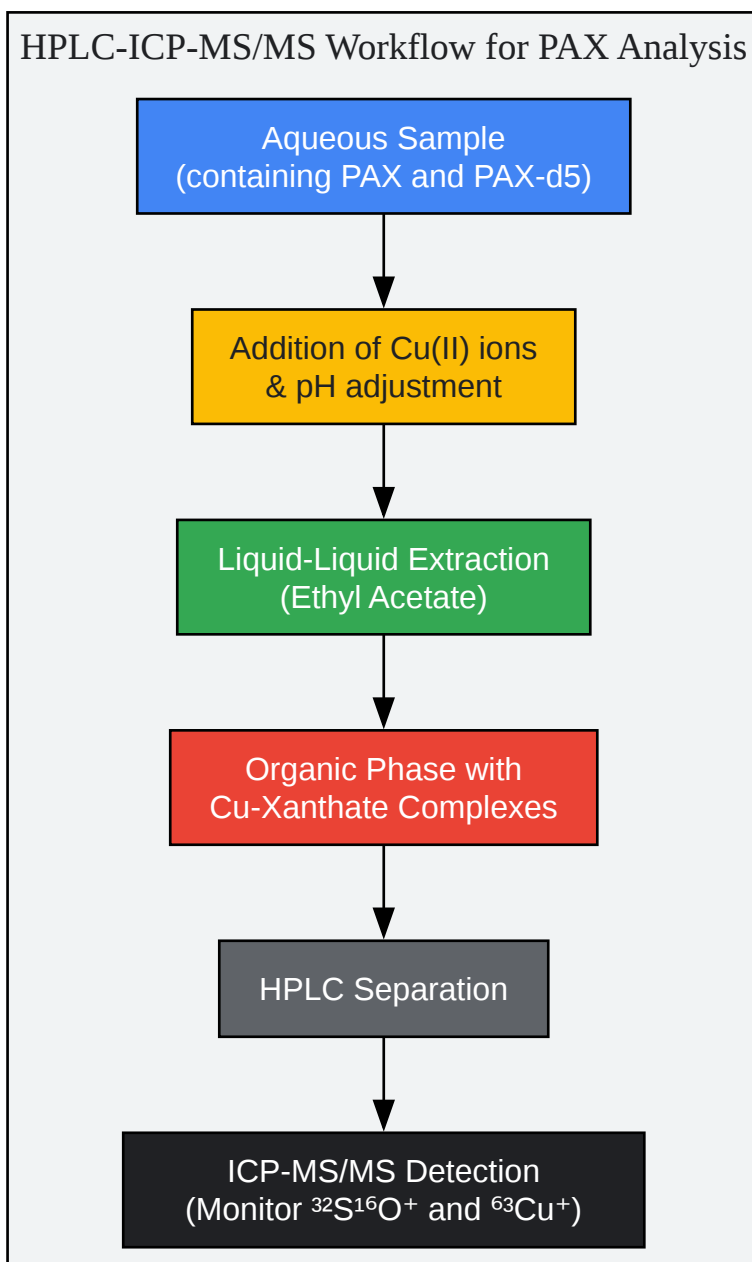 HPLC-ICP-MS/MS Workflow for PAX Analysis
Aqueous Sample
(containing PAX and PAX-d5)
Addition of Cu(II) ions
& pH adjustment
Liquid-Liquid Extraction
(Ethyl Acetate)
Organic Phase with
Cu-Xanthate Complexes
HPLC Separation
ICP-MS/MS Detection
(Monitor ³²S¹⁶O⁺ and ⁶³Cu⁺)